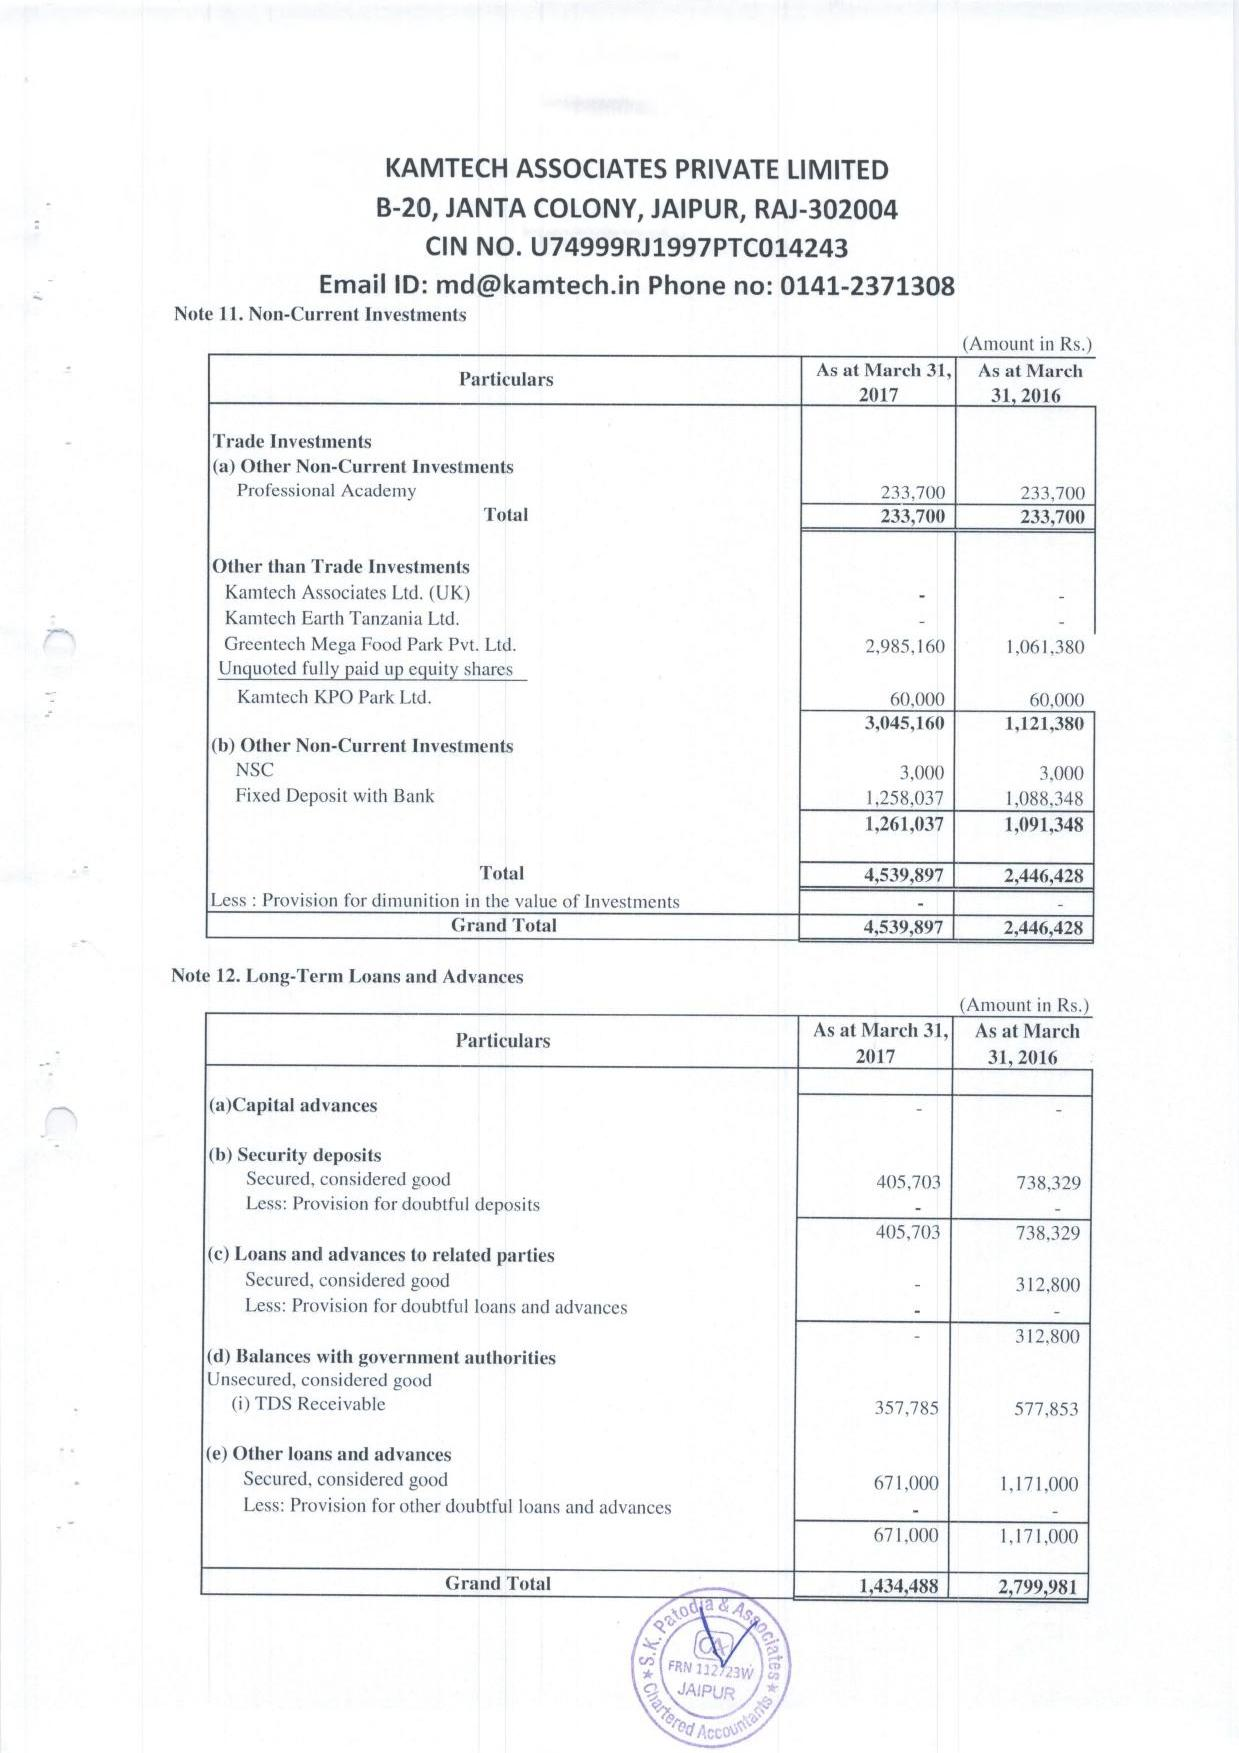 KAMTECH ASSOCIATES PRIVATE LIMITED
B-20, JANTA COLONY, JAIPUR, RAJ-302004
CIN NO. U74999RJ1997PTC014243
Email ID: md@kamtech.in Phone no: 0141-2371308
Note 11. Non-Current Investments
(Amount in Rs.)
Particulars As at March 31, 2017 As at March 31, 2016
Trade Investments
(a) Other Non-Current Investments
Professional Academy 233,700 233,700
Total 233,700 233,700
Other than Trade Investments
Kamtech Associates Ltd. (UK) - -
Kamtech Earth Tanzania Ltd. - -
Greentech Mega Food Park Pvt. Ltd. 2,985,160 1,061,380
Unquoted fully paid up equity shares
Kamtech KPO Park Ltd. 60,000 60,000
3,045,160 1,121,380
(b) Other Non-Current Investments
NSC 3,000 3,000
Fixed Deposit with Bank 1,258,037 1,088,348
1,261,037 1,091,348
Total 4,539,897 2,446,428
Less : Provision for dimunition in the value of Investments - -
Grand Total 4,539,897 2,446,428
Note 12. Long-Term Loans and Advances
(Amount in Rs.)
Particulars As at March 31, 2017 As at March 31, 2016
(a)Capital advances - -
(b) Security deposits
Secured, considered good 405,703 738,329
Less: Provision for doubtful deposits - -
405,703 738,329
(c) Loans and advances to related parties
Secured, considered good - 312,800
Less: Provision for doubtful loans and advances - -
- 312,800
(d) Balances with government authorities
Unsecured, considered good
(i) TDS Receivable 357,785 577,853
(e) Other loans and advances
Secured, considered good 671,000 1,171,000
Less: Provision for other doubtful loans and advances - -
671,000 1,171,000
Grand Total 1,434,488 2,799,981
S.K. Patodia & Associates
CA
FRN 112723W
JAIPUR
Chartered Accountants